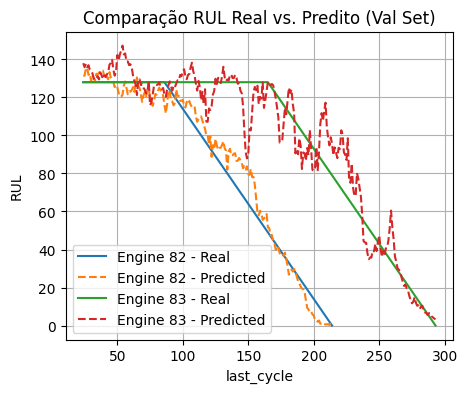 Comparação RUL Real vs. Predito (Val Set)
RUL
140
120
100
80
60
40
20
0
Engine 82 - Real
Engine 82 - Predicted
Engine 83 - Real
Engine 83 - Predicted
50 100 150 200 250 300
last_cycle